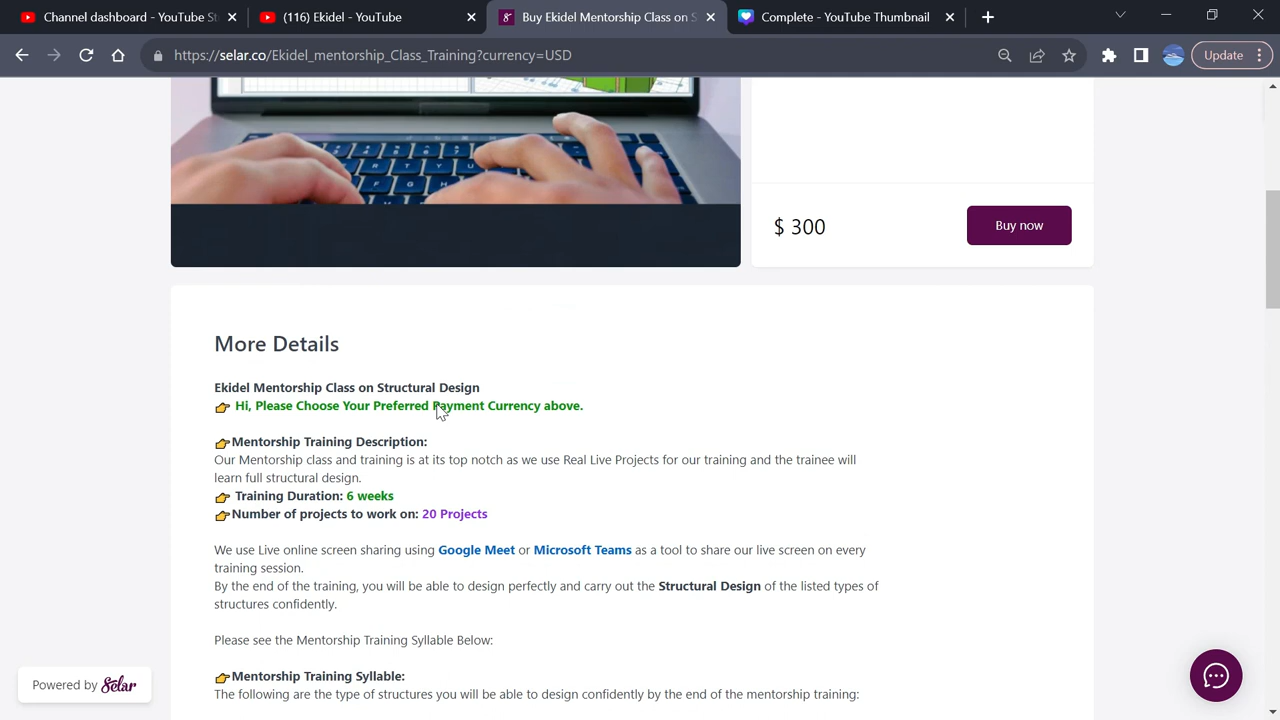 Channel dashboard - YouTube St
(116) Ekidel - YouTube
Buy Ekidel Mentorship Class on S
Complete - YouTube Thumbnail
https://selar.co/Ekidel_mentorship_Class_Training?currency=USD
Update
$ 300
Buy now
More Details
Ekidel Mentorship Class on Structural Design
👉 Hi, Please Choose Your Preferred Payment Currency above.
👉Mentorship Training Description:
Our Mentorship class and training is at its top notch as we use Real Live Projects for our training and the trainee will
learn full structural design.
👉 Training Duration: 6 weeks
👉Number of projects to work on: 20 Projects
We use Live online screen sharing using Google Meet or Microsoft Teams as a tool to share our live screen on every
training session.
By the end of the training, you will be able to design perfectly and carry out the Structural Design of the listed types of
structures confidently.
Please see the Mentorship Training Syllable Below:
👉Mentorship Training Syllable:
The following are the type of structures you will be able to design confidently by the end of the mentorship training:
Powered by Selar